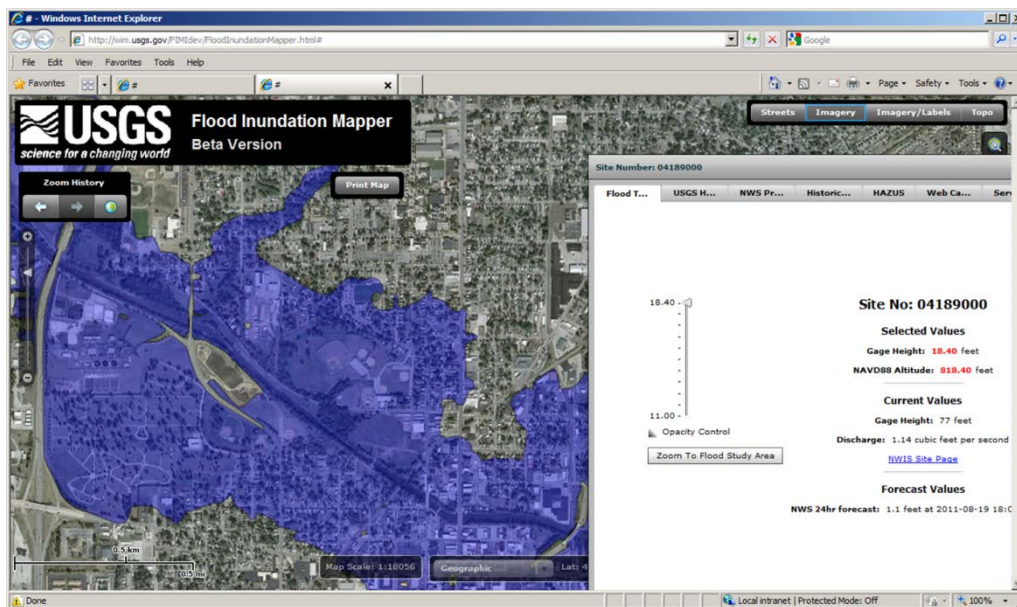 # - Windows Internet Explorer
http://wim.usgs.gov/FIMIdev/FloodInundationMapper.html#
Google
File Edit View Favorites Tools Help
Favorites
#
#
Page Safety Tools
USGS
science for a changing world
Flood Inundation Mapper
Beta Version
Streets Imagery Imagery/Labels Topo
Zoom History
Print Map
Site Number: 04189000
Flood T... USGS H... NWS Pr... Historic... HAZUS Web Ca... Ser
18.40 -
11.00 -
Opacity Control
Zoom To Flood Study Area
Site No: 04189000
Selected Values
Gage Height: 18.40 feet
NAVD88 Altitude: 818.40 feet
Current Values
Gage Height: 77 feet
Discharge: 1.14 cubic feet per second
NWIS Site Page
Forecast Values
NWS 24hr forecast: 1.1 feet at 2011-08-19 18:0
0.5 km
0.5 mi
Map Scale: 1:18056
Geographic
Lat: 4
Done
Local intranet | Protected Mode: Off
100%